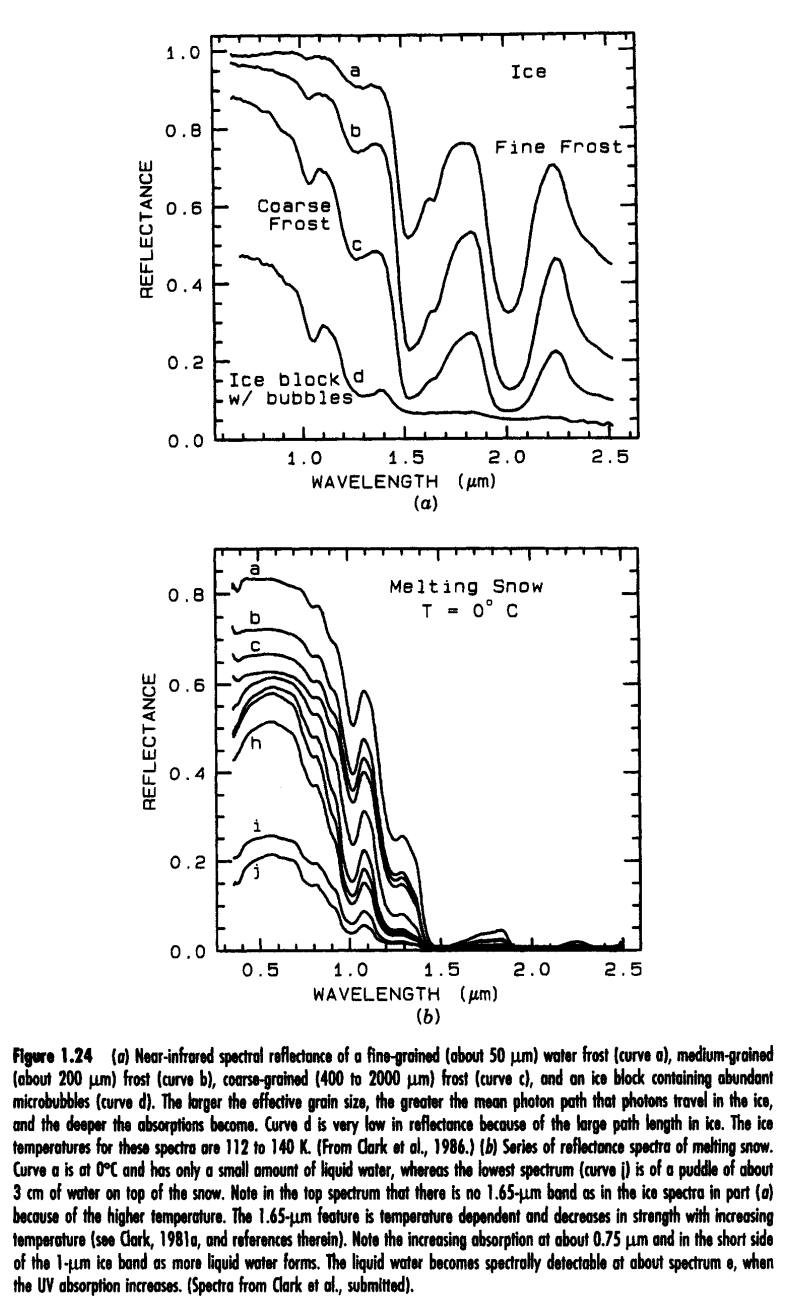 1.0
0.8
0.6
0.4
0.2
0.0
REFLECTANCE
a
Ice
b
Fine Frost
Coarse
Frost
c
Ice block d
w/ bubbles
1.0 1.5 2.0 2.5
WAVELENGTH (μm)
(a)
0.8
0.6
0.4
0.2
0.0
REFLECTANCE
a
Melting Snow
T = 0° C
b
c
h
i
j
0.5 1.0 1.5 2.0 2.5
WAVELENGTH (μm)
(b)
Figure 1.24 (a) Near-infrared spectral reflectance of a fine-grained (about 50 μm) water frost (curve a), medium-grained
(about 200 μm) frost (curve b), coarse-grained (400 to 2000 μm) frost (curve c), and an ice block containing abundant
microbubbles (curve d). The larger the effective grain size, the greater the mean photon path that photons travel in the ice,
and the deeper the absorptions become. Curve d is very low in reflectance because of the large path length in ice. The ice
temperatures for these spectra are 112 to 140 K. (From Clark et al., 1986.) (b) Series of reflectance spectra of melting snow.
Curve a is at 0°C and has only a small amount of liquid water, whereas the lowest spectrum (curve j) is of a puddle of about
3 cm of water on top of the snow. Note in the top spectrum that there is no 1.65-μm band as in the ice spectra in part (a)
because of the higher temperature. The 1.65-μm feature is temperature dependent and decreases in strength with increasing
temperature (see Clark, 1981a, and references therein). Note the increasing absorption at about 0.75 μm and in the short side
of the 1-μm ice band as more liquid water forms. The liquid water becomes spectrally detectable at about spectrum e, when
the UV absorption increases. (Spectra from Clark et al., submitted).